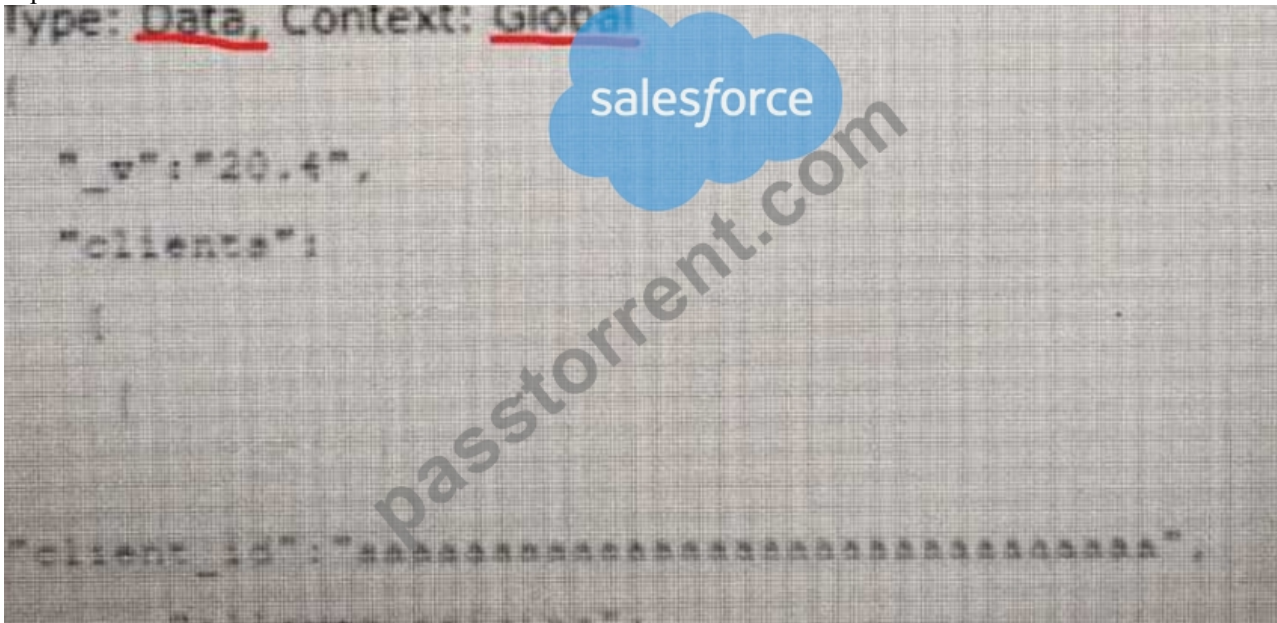 Type: Data, Context: Global
salesforce
{
"_v":"20.4",
"clients":
[
{
passtorrent.com
"client_id":"aaaaaaaaaaaaaaaaaaaaaaaaaaaaaa",